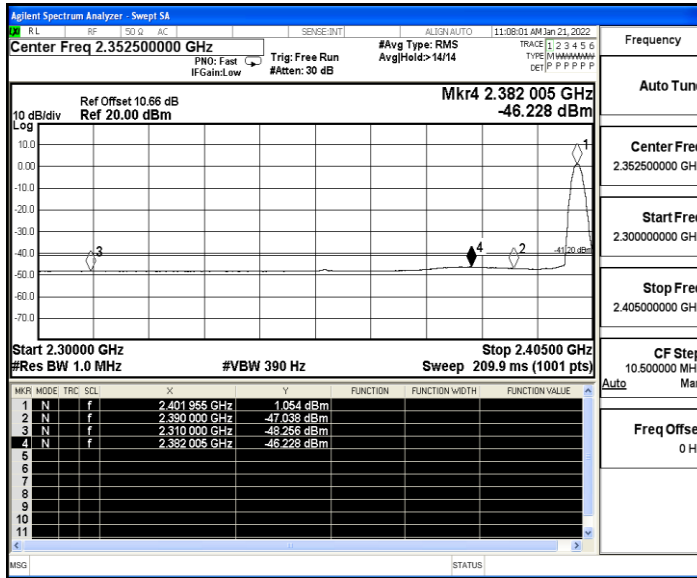 Agilent Spectrum Analyzer - Swept SA
RL RF 50 Ω AC SENSE:INT ALIGN AUTO 11:08:01 AM Jan 21, 2022
Center Freq 2.352500000 GHz
PNO: Fast
IFGain:Low
Trig: Free Run
#Atten: 30 dB
#Avg Type: RMS
Avg|Hold:>14/14
TRACE 1 2 3 4 5 6
TYPE M
DET P P P P P P
Ref Offset 10.66 dB
10 dB/div Ref 20.00 dBm
Log
Mkr4 2.382 005 GHz
-46.228 dBm
10.0
0.00
-10.0
-20.0
-30.0
-40.0
-50.0
-60.0
-70.0
1
2
3
4
-41.20 dBm
Start 2.30000 GHz Stop 2.40500 GHz
#Res BW 1.0 MHz #VBW 390 Hz Sweep 209.9 ms (1001 pts)
MKR MODE TRC SCL X Y FUNCTION FUNCTION WIDTH FUNCTION VALUE
1 N f 2.401 955 GHz 1.054 dBm
2 N f 2.390 000 GHz -47.038 dBm
3 N f 2.310 000 GHz -48.256 dBm
4 N f 2.382 005 GHz -46.228 dBm
5
6
7
8
9
10
11
MSG STATUS
Frequency
Auto Tun
Center Fre
2.352500000 GH
Start Fre
2.300000000 GH
Stop Fre
2.405000000 GH
CF Step
10.500000 MH
Auto Ma
Freq Offse
0 H